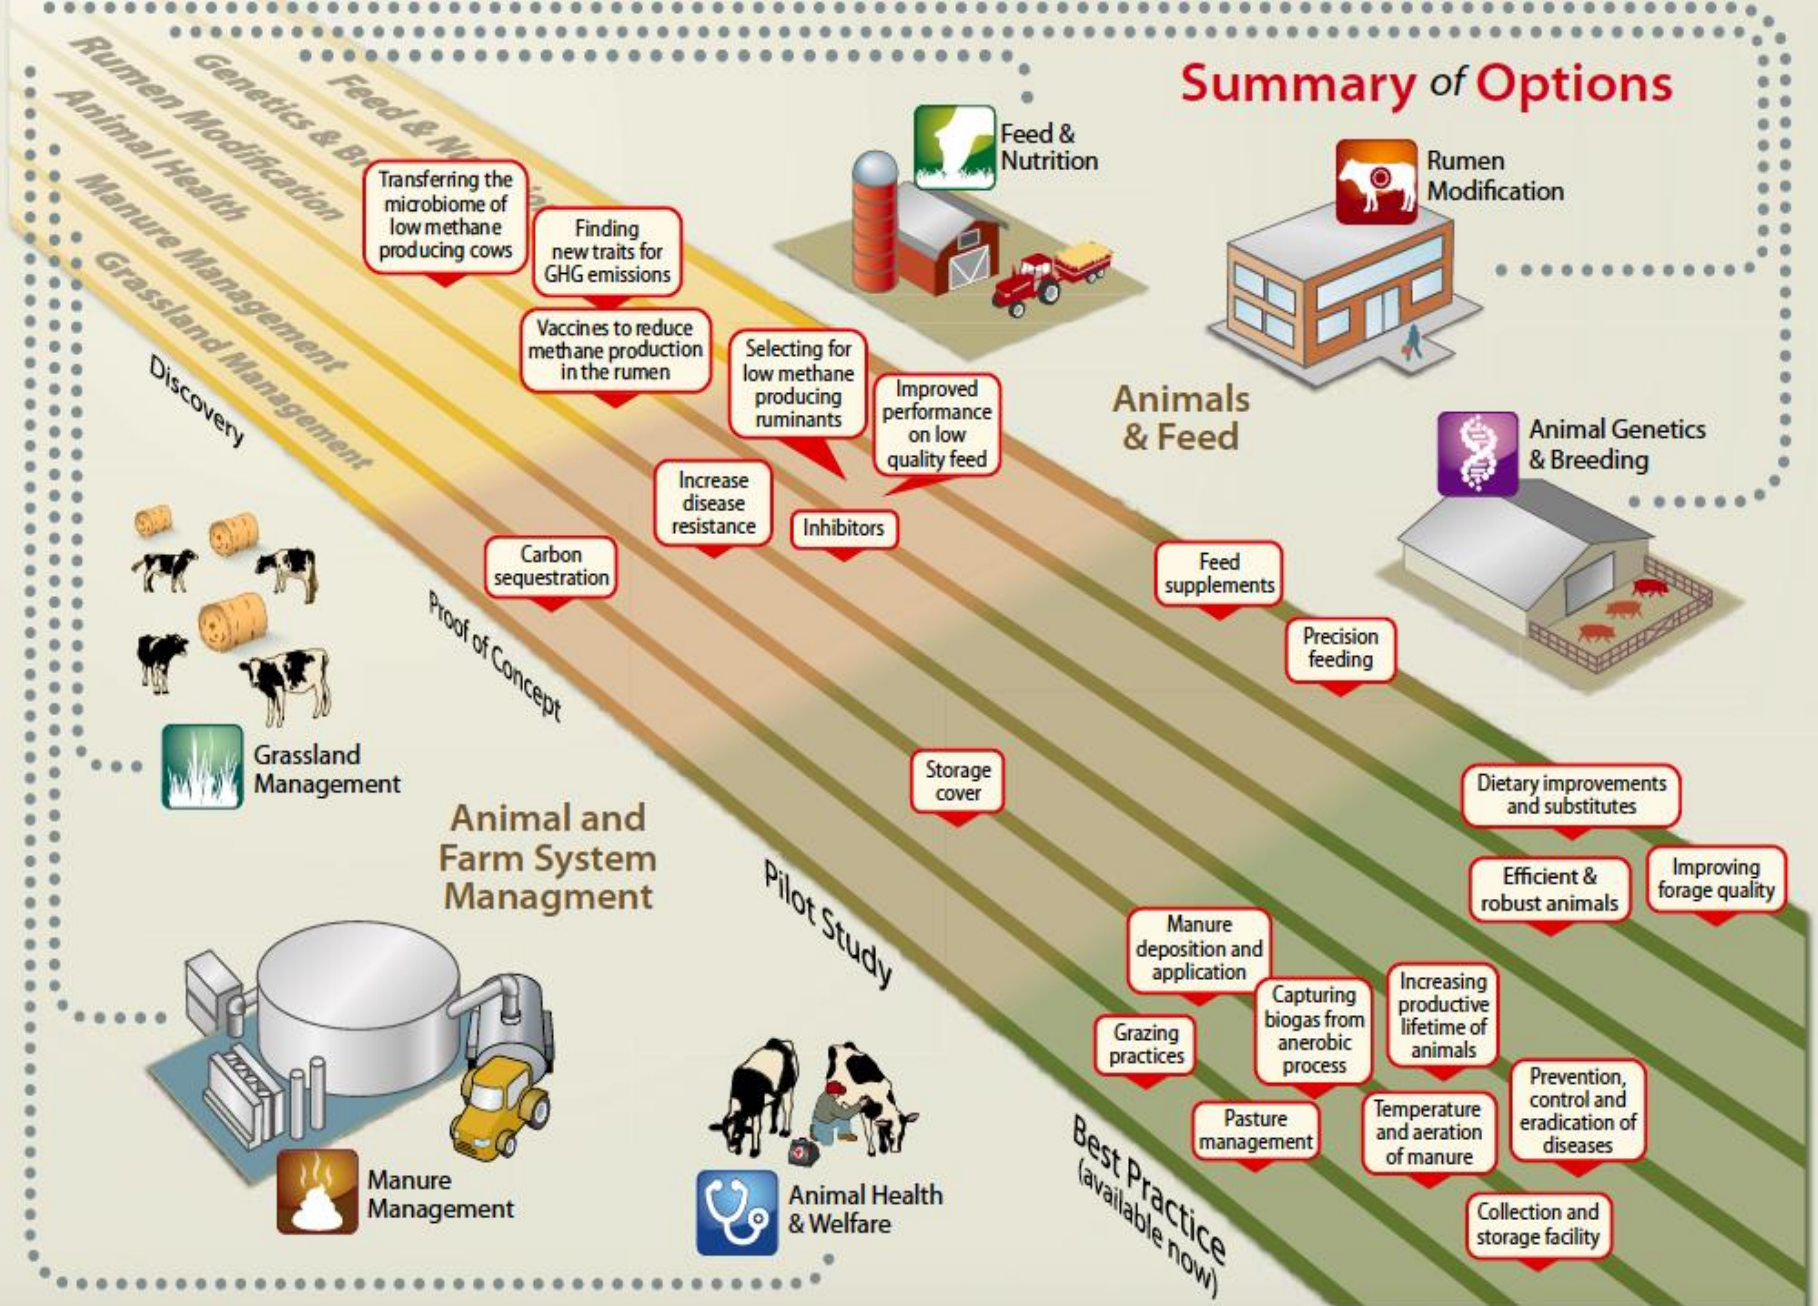 Summary of Options
Feed & Nu
Genetics & Br
Rumen Modification
Animal Health
Manure Management
Grassland Management
Discovery
Proof of Concept
Pilot Study
Best Practice
(available now)
Feed &
Nutrition
Rumen
Modification
Animals
& Feed
Animal Genetics
& Breeding
Transferring the
microbiome of
low methane
producing cows
Finding
new traits for
GHG emissions
Vaccines to reduce
methane production
in the rumen
Selecting for
low methane
producing
ruminants
Improved
performance
on low
quality feed
Increase
disease
resistance
Inhibitors
Carbon
sequestration
Feed
supplements
Precision
feeding
Storage
cover
Dietary improvements
and substitutes
Efficient &
robust animals
Improving
forage quality
Manure
deposition and
application
Capturing
biogas from
anerobic
process
Increasing
productive
lifetime of
animals
Grazing
practices
Pasture
management
Temperature
and aeration
of manure
Prevention,
control and
eradication of
diseases
Collection and
storage facility
Grassland
Management
Animal and
Farm System
Managment
Manure
Management
Animal Health
& Welfare